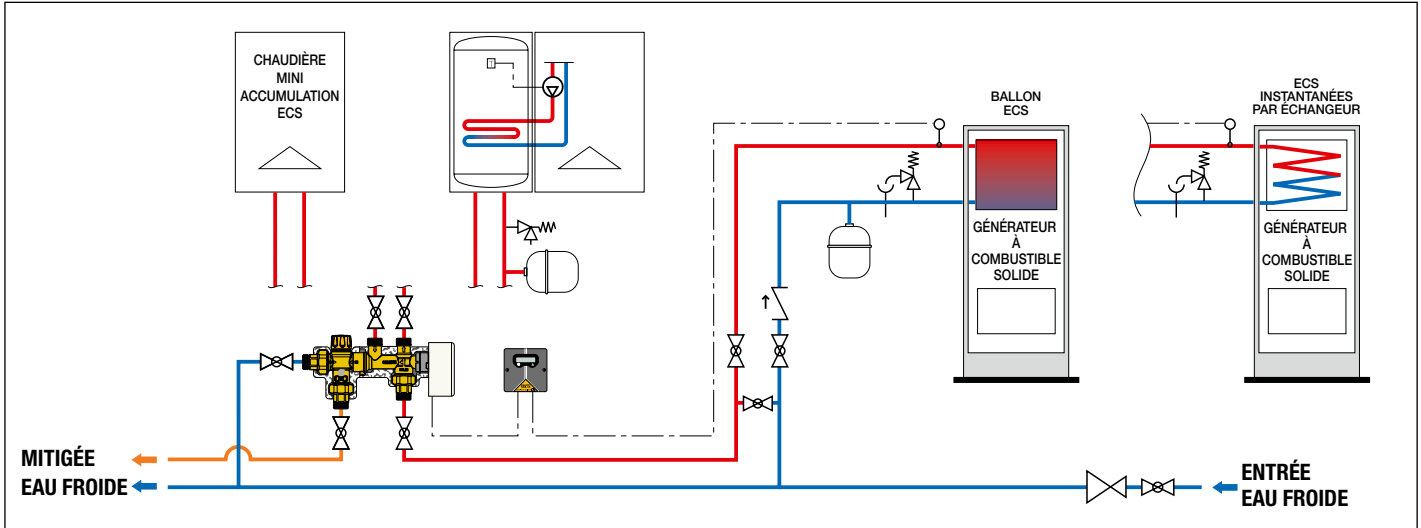 CHAUDIÈRE
MINI
ACCUMULATION
ECS
T
BALLON
ECS
GÉNÉRATEUR
À
COMBUSTIBLE
SOLIDE
ECS
INSTANTANÉES
PAR ÉCHANGEUR
GÉNÉRATEUR
À
COMBUSTIBLE
SOLIDE
MITIGÉE
EAU FROIDE
ENTRÉE
EAU FROIDE